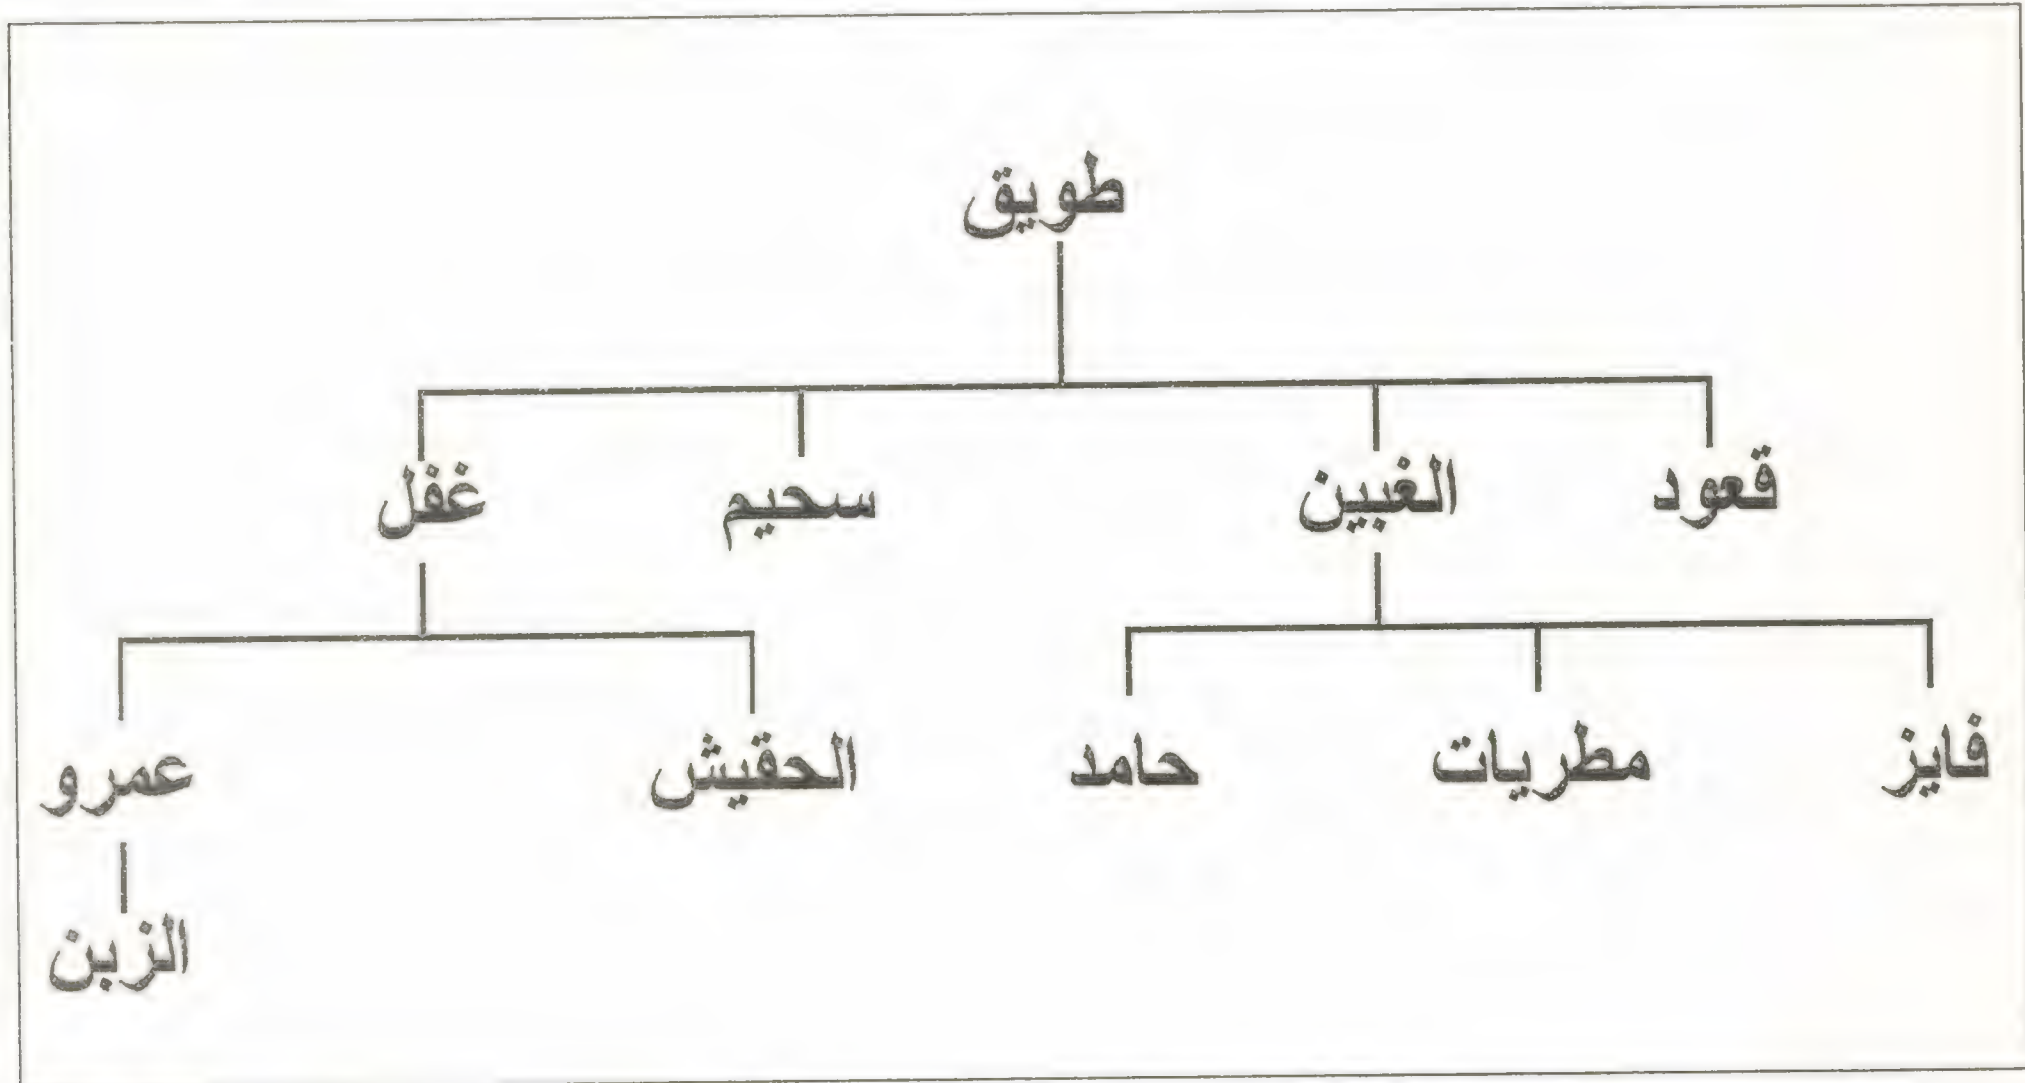 طويق
قعود الغبين سحيم غفل
فايز مطريات حامد الحقيش عمرو
الزبن